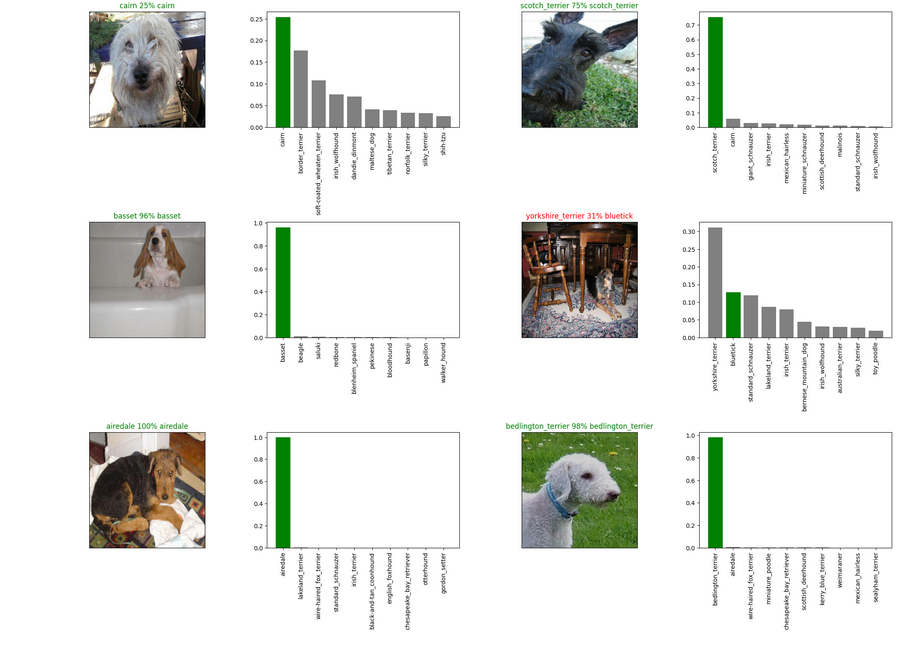 cairn 25% cairn
0.25
0.20
0.15
0.10
0.05
0.00
cairn
border_terrier
soft-coated_wheaten_terrier
irish_wolfhound
dandie_dinmont
maltese_dog
tibetan_terrier
norfolk_terrier
silky_terrier
shih-tzu
scotch_terrier 75% scotch_terrier
0.7
0.6
0.5
0.4
0.3
0.2
0.1
0.0
scotch_terrier
cairn
giant_schnauzer
irish_terrier
mexican_hairless
miniature_schnauzer
scottish_deerhound
malinois
standard_schnauzer
irish_wolfhound
basset 96% basset
1.0
0.8
0.6
0.4
0.2
0.0
basset
beagle
saluki
redbone
blenheim_spaniel
pekinese
bloodhound
basenji
papillon
walker_hound
yorkshire_terrier 31% bluetick
0.30
0.25
0.20
0.15
0.10
0.05
0.00
yorkshire_terrier
bluetick
standard_schnauzer
lakeland_terrier
irish_terrier
bernese_mountain_dog
irish_wolfhound
australian_terrier
silky_terrier
toy_poodle
airedale 100% airedale
1.0
0.8
0.6
0.4
0.2
0.0
airedale
lakeland_terrier
wire-haired_fox_terrier
standard_schnauzer
irish_terrier
black-and-tan_coonhound
english_foxhound
chesapeake_bay_retriever
otterhound
gordon_setter
bedlington_terrier 98% bedlington_terrier
1.0
0.8
0.6
0.4
0.2
0.0
bedlington_terrier
airedale
wire-haired_fox_terrier
miniature_poodle
chesapeake_bay_retriever
scottish_deerhound
kerry_blue_terrier
weimaraner
mexican_hairless
sealyham_terrier